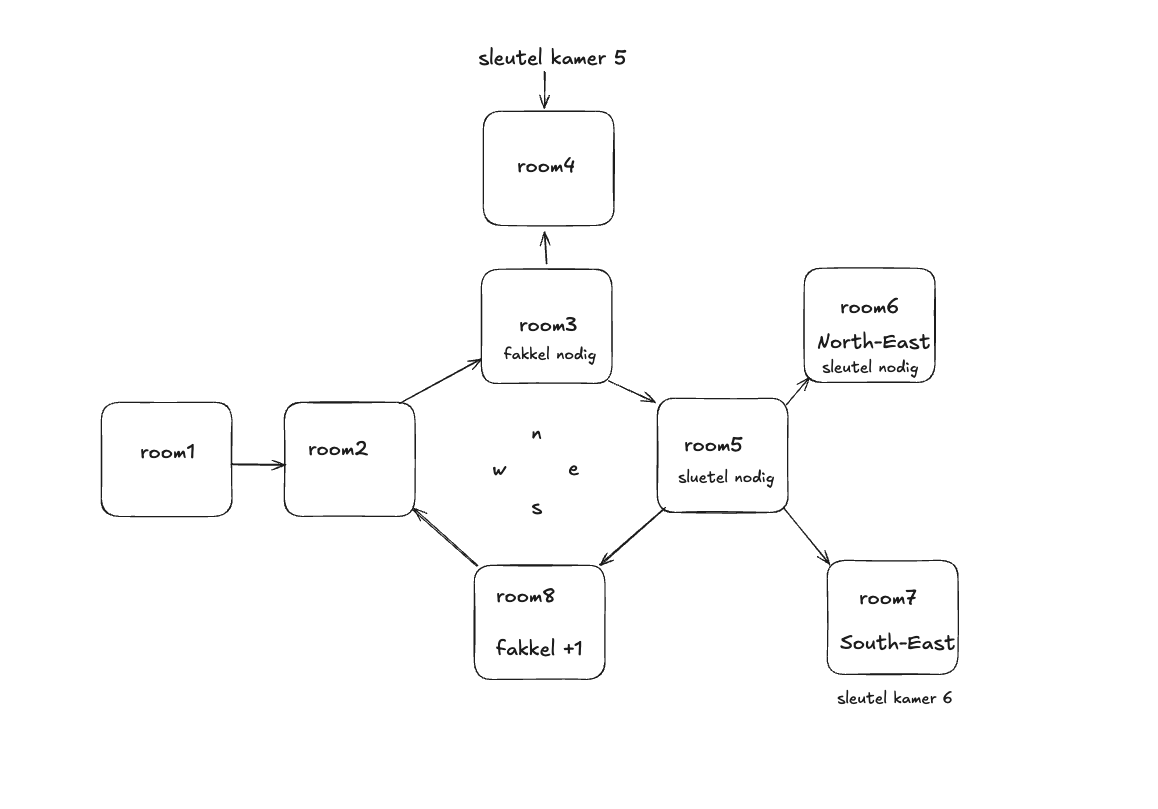 sleutel kamer 5
room4
room3
fakkel nodig
room6
North-East
sleutel nodig
room1
room2
n
w e
s
room5
sluetel nodig
room8
fakkel +1
room7
South-East
sleutel kamer 6